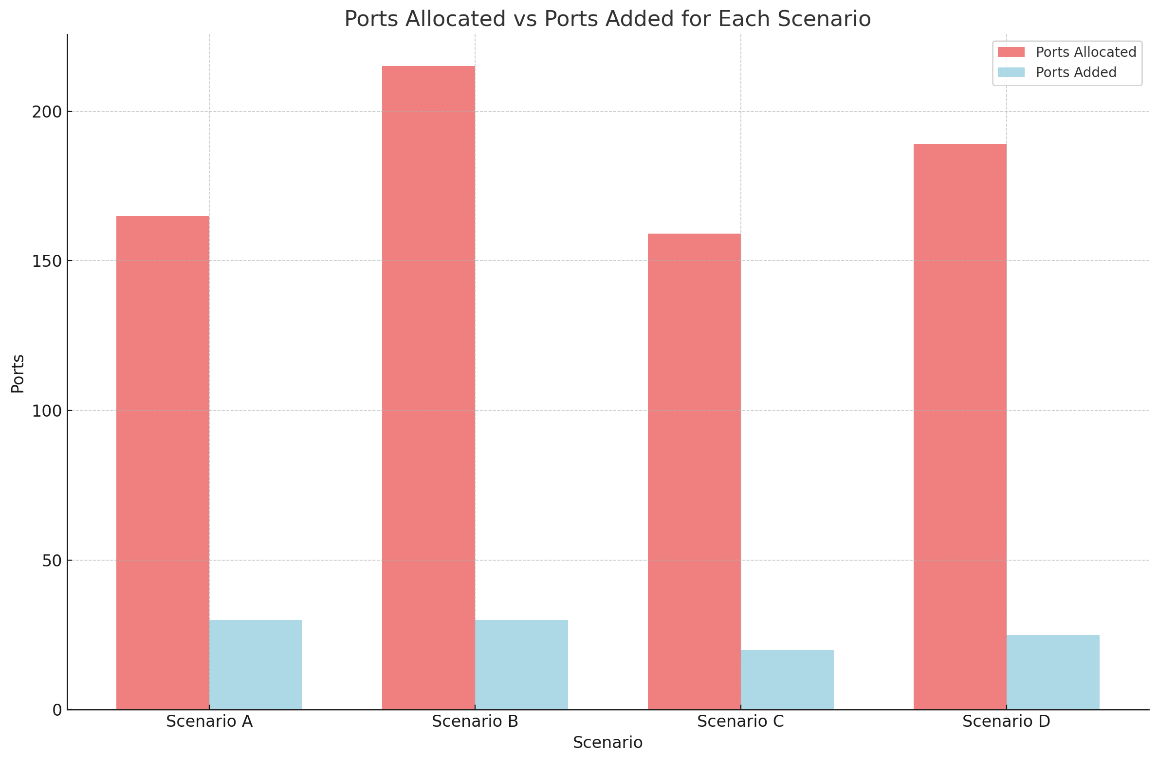 Ports Allocated vs Ports Added for Each Scenario
Ports Allocated
Ports Added
200
150
100
50
0
Ports
Scenario A
Scenario B
Scenario C
Scenario D
Scenario